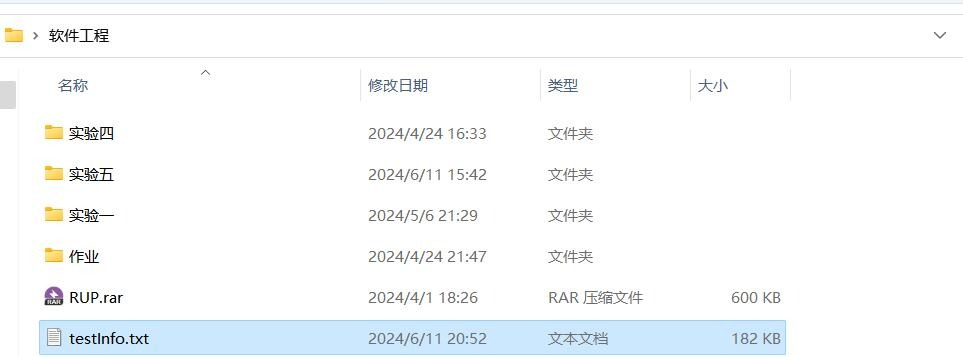 软件工程
名称 修改日期 类型 大小
实验四 2024/4/24 16:33 文件夹
实验五 2024/6/11 15:42 文件夹
实验一 2024/5/6 21:29 文件夹
作业 2024/4/24 21:47 文件夹
RAR RUP.rar 2024/4/1 18:26 RAR 压缩文件 600 KB
testInfo.txt 2024/6/11 20:52 文本文档 182 KB